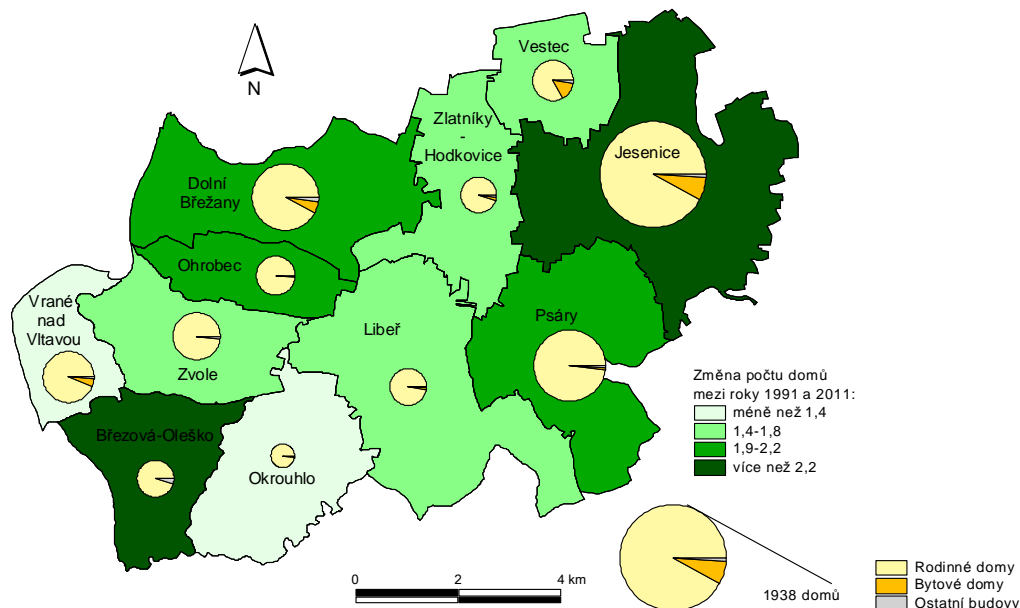 N
Vestec
Zlatníky
-
Hodkovice
Jesenice
Dolní
Břežany
Ohrobec
Vrané
nad
Vltavou
Zvole
Libeř
Psáry
Březová-Oleško
Okrouhlo
Změna počtu domů
mezi roky 1991 a 2011:
méně než 1,4
1,4-1,8
1,9-2,2
více než 2,2
0 2 4 km
1938 domů
Rodinné domy
Bytové domy
Ostatní budovy